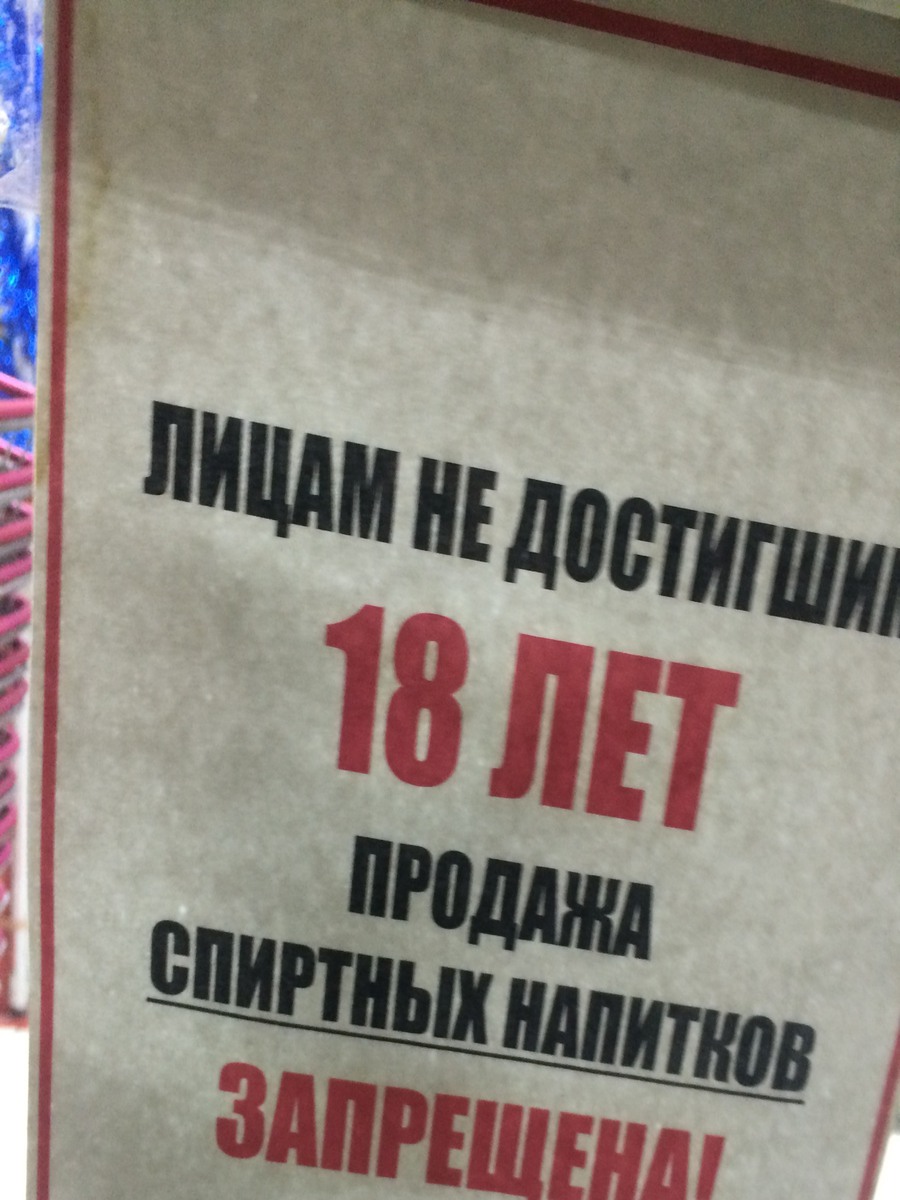 ЛИЦАМ НЕ ДОСТИГШИМ
18 ЛЕТ
ПРОДАЖА
СПИРТНЫХ НАПИТКОВ
ЗАПРЕЩЕНА!